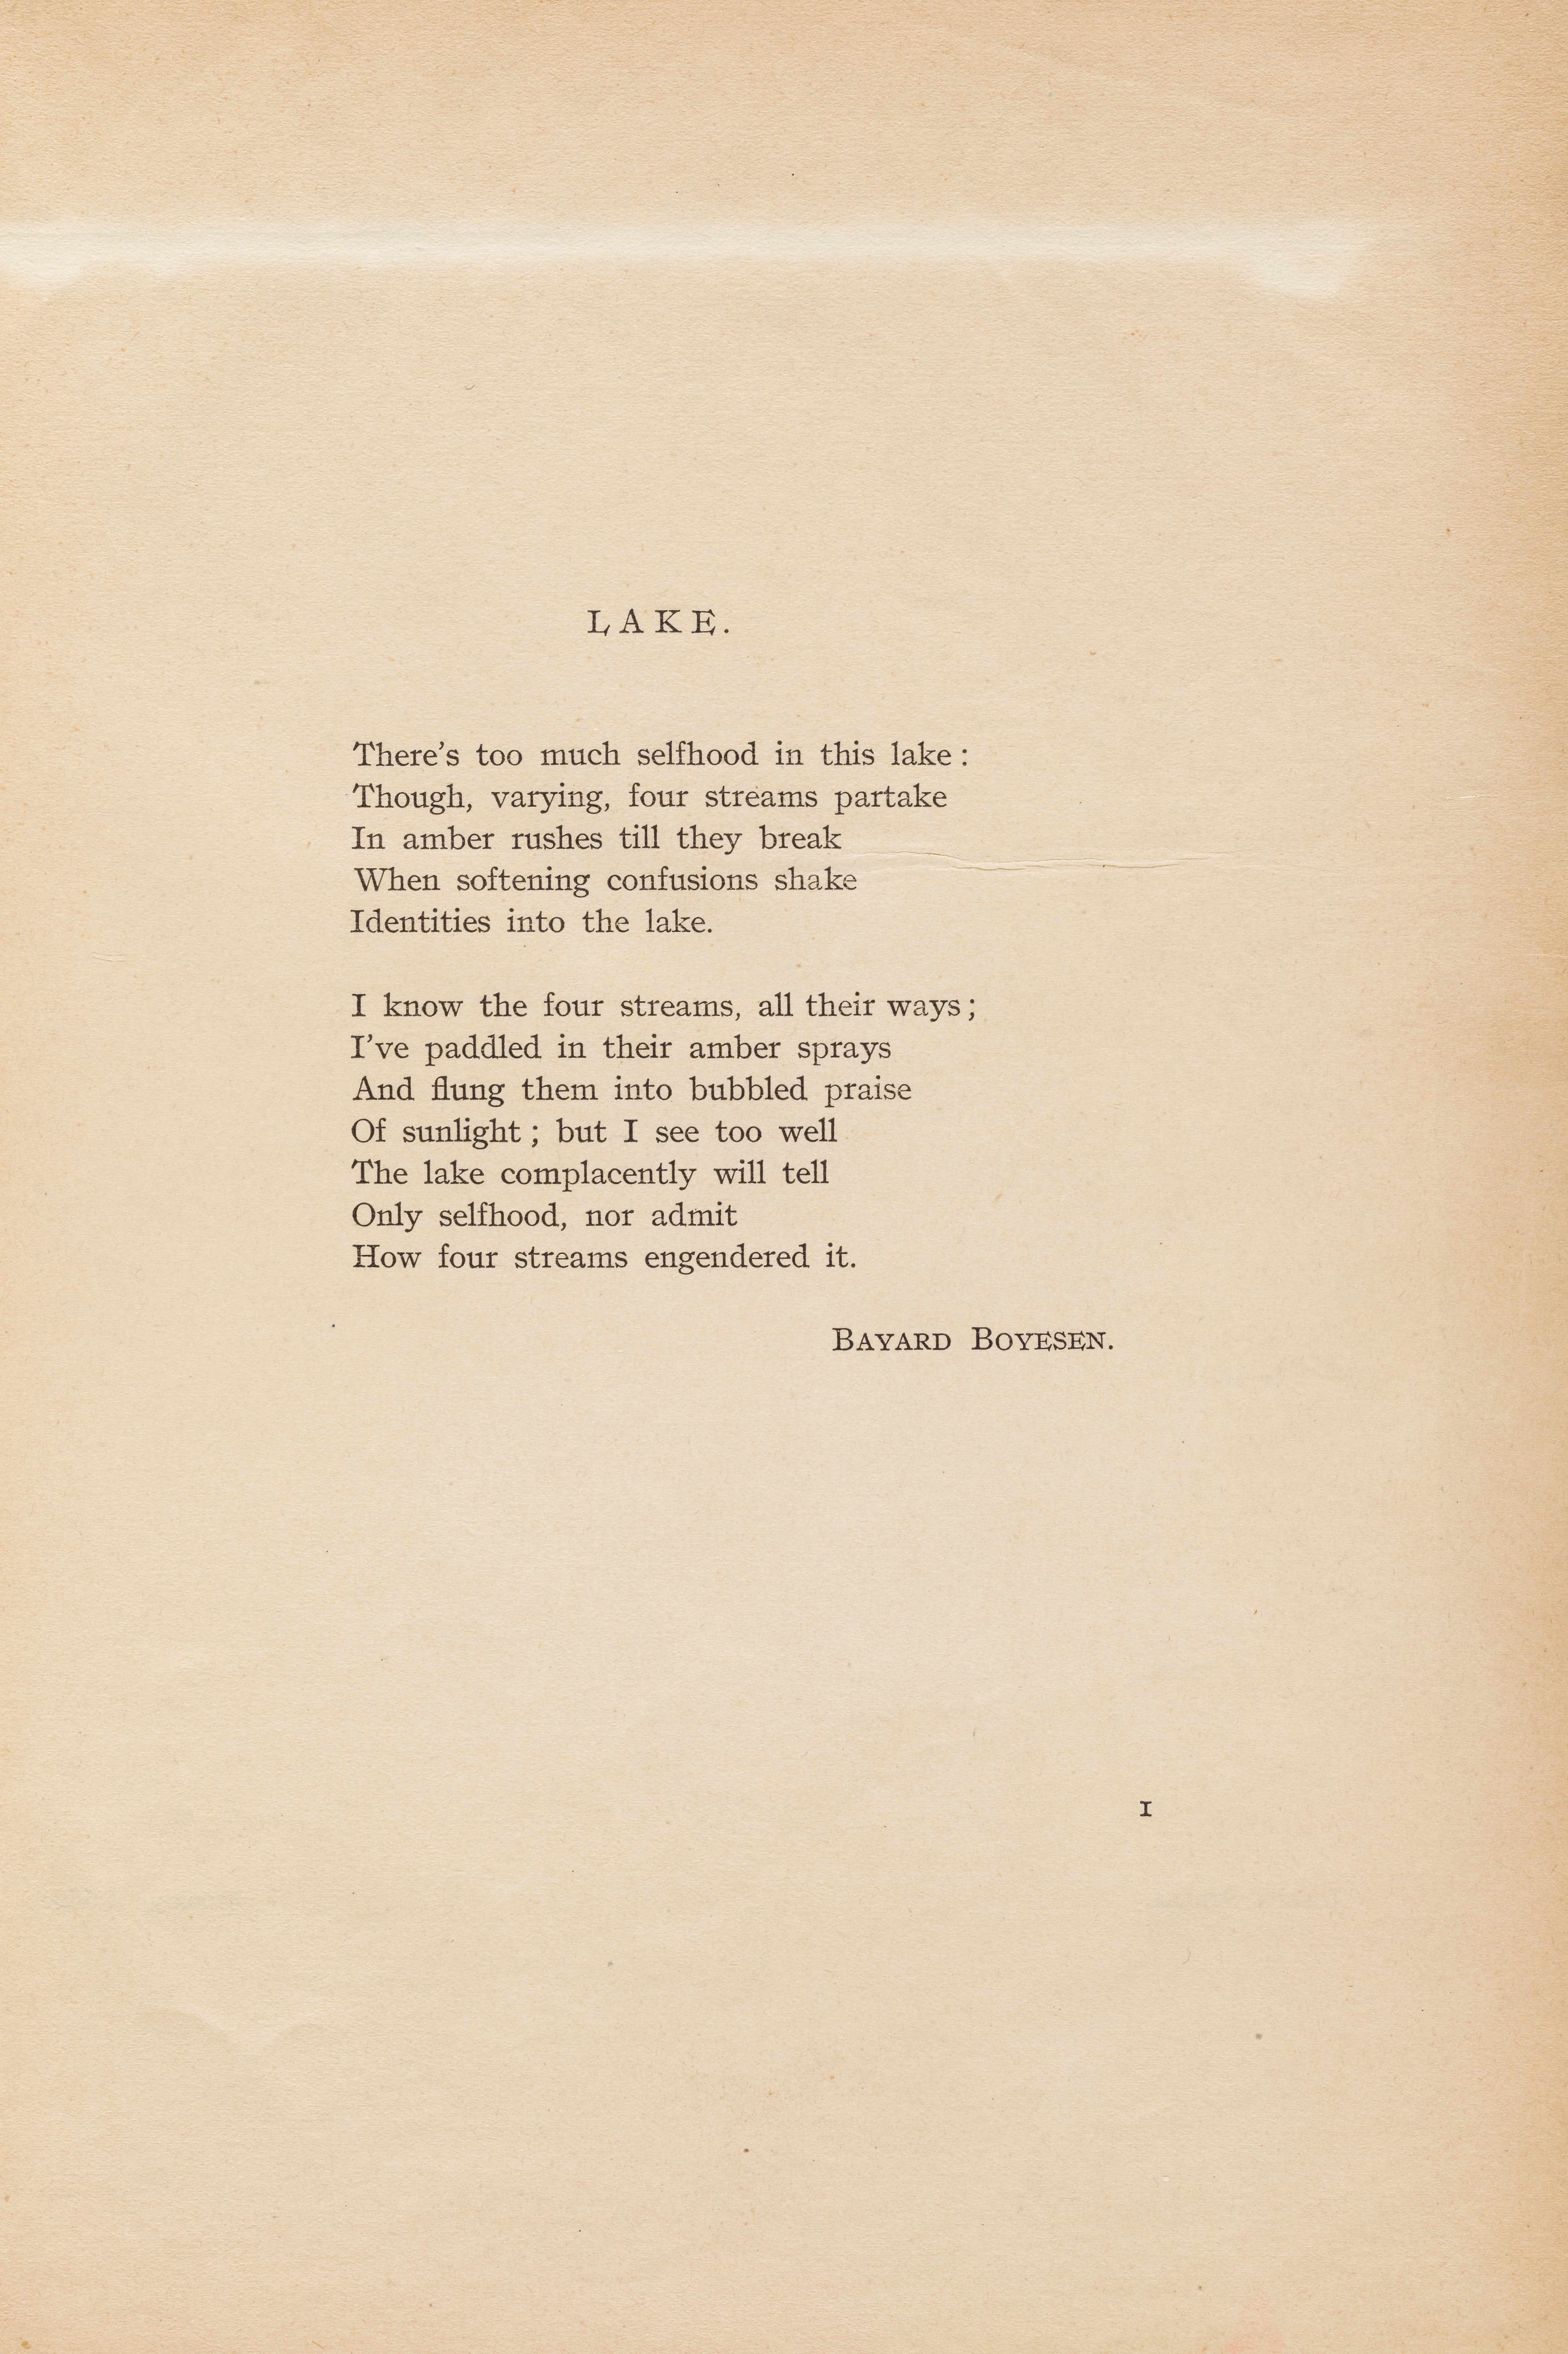 LAKE.
There's too much selfhood in this lake :
Though, varying, four streams partake
In amber rushes till they break
When softening confusions shake
Identities into the lake.
I know the four streams, all their ways ;
I've paddled in their amber sprays
And flung them into bubbled praise
Of sunlight ; but I see too well
The lake complacently will tell
Only selfhood, nor admit
How four streams engendered it.
BAYARD BOYESEN.
1